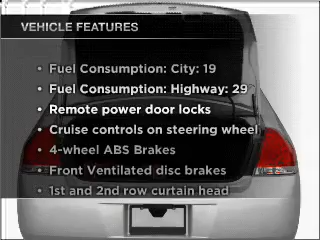 VEHICLE FEATURES
• Fuel Consumption: City: 19
• Fuel Consumption: Highway: 29
• Remote power door locks
• Cruise controls on steering wheel
• 4-wheel ABS Brakes
• Front Ventilated disc brakes
• 1st and 2nd row curtain head